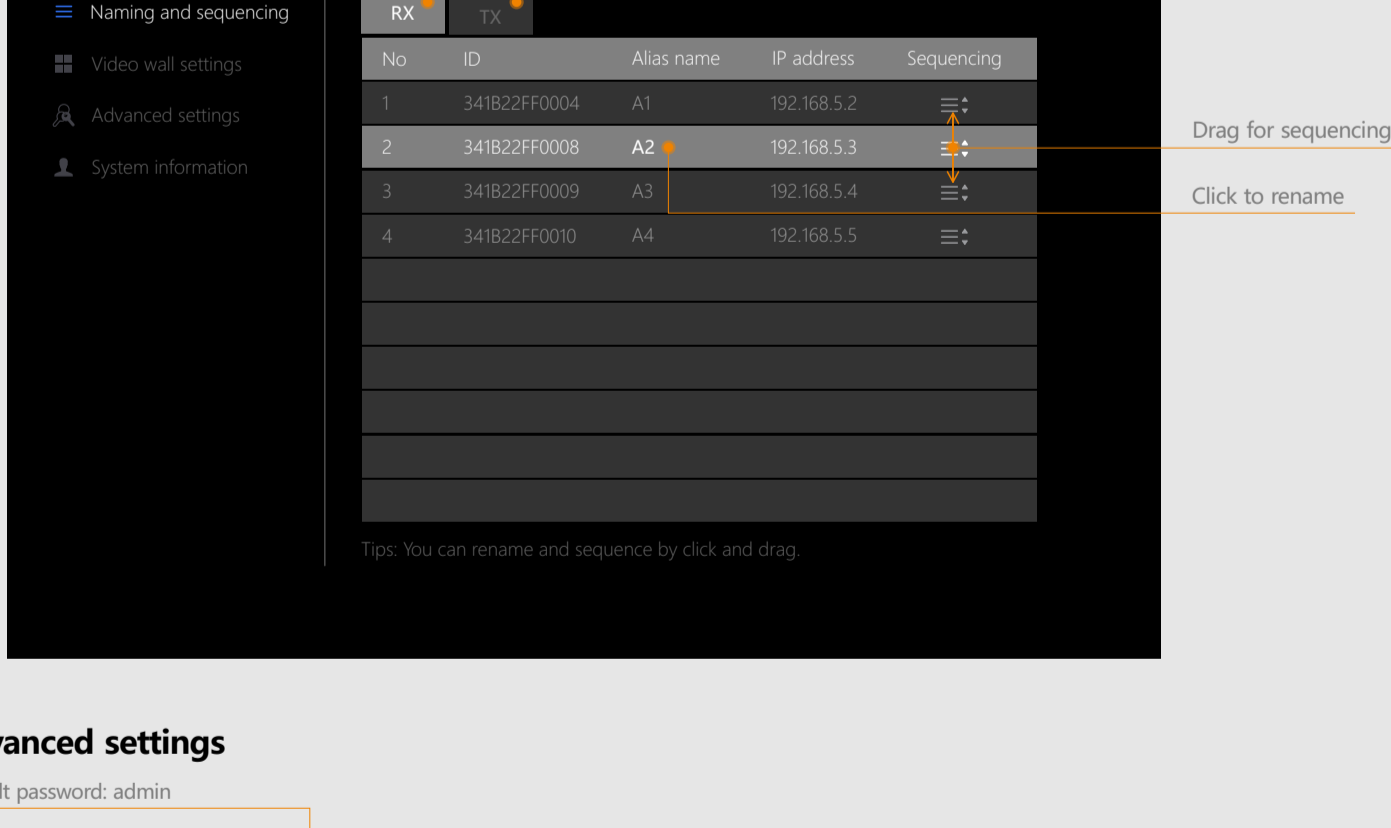 Naming and sequencing
Video wall settings
Advanced settings
System information
RX TX
No ID Alias name IP address Sequencing
1 341B22FF0004 A1 192.168.5.2
2 341B22FF0008 A2 192.168.5.3
3 341B22FF0009 A3 192.168.5.4
4 341B22FF0010 A4 192.168.5.5
Tips: You can rename and sequence by click and drag.
Drag for sequencing
Click to rename
vanced settings
lt password: admin